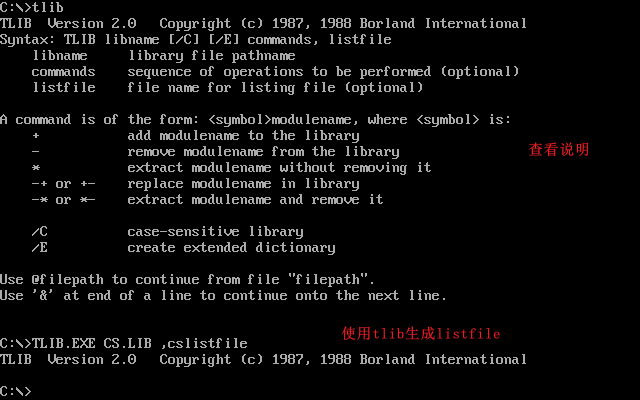 C:\>tlib
TLIB  Version 2.0   Copyright (c) 1987, 1988 Borland International
Syntax: TLIB libname [/C] [/E] commands, listfile
    libname     library file pathname
    commands    sequence of operations to be performed (optional)
    listfile    file name for listing file (optional)
A command is of the form: <symbol>modulename, where <symbol> is:
    +           add modulename to the library
    -           remove modulename from the library
查看说明
    *           extract modulename without removing it
    -+ or +-    replace modulename in library
    -* or *-    extract modulename and remove it
    /C          case-sensitive library
    /E          create extended dictionary
Use @filepath to continue from file "filepath".
Use '&' at end of a line to continue onto the next line.
使用tlib生成listfile
C:\>TLIB.EXE CS.LIB ,cslistfile
TLIB  Version 2.0   Copyright (c) 1987, 1988 Borland International
C:\>